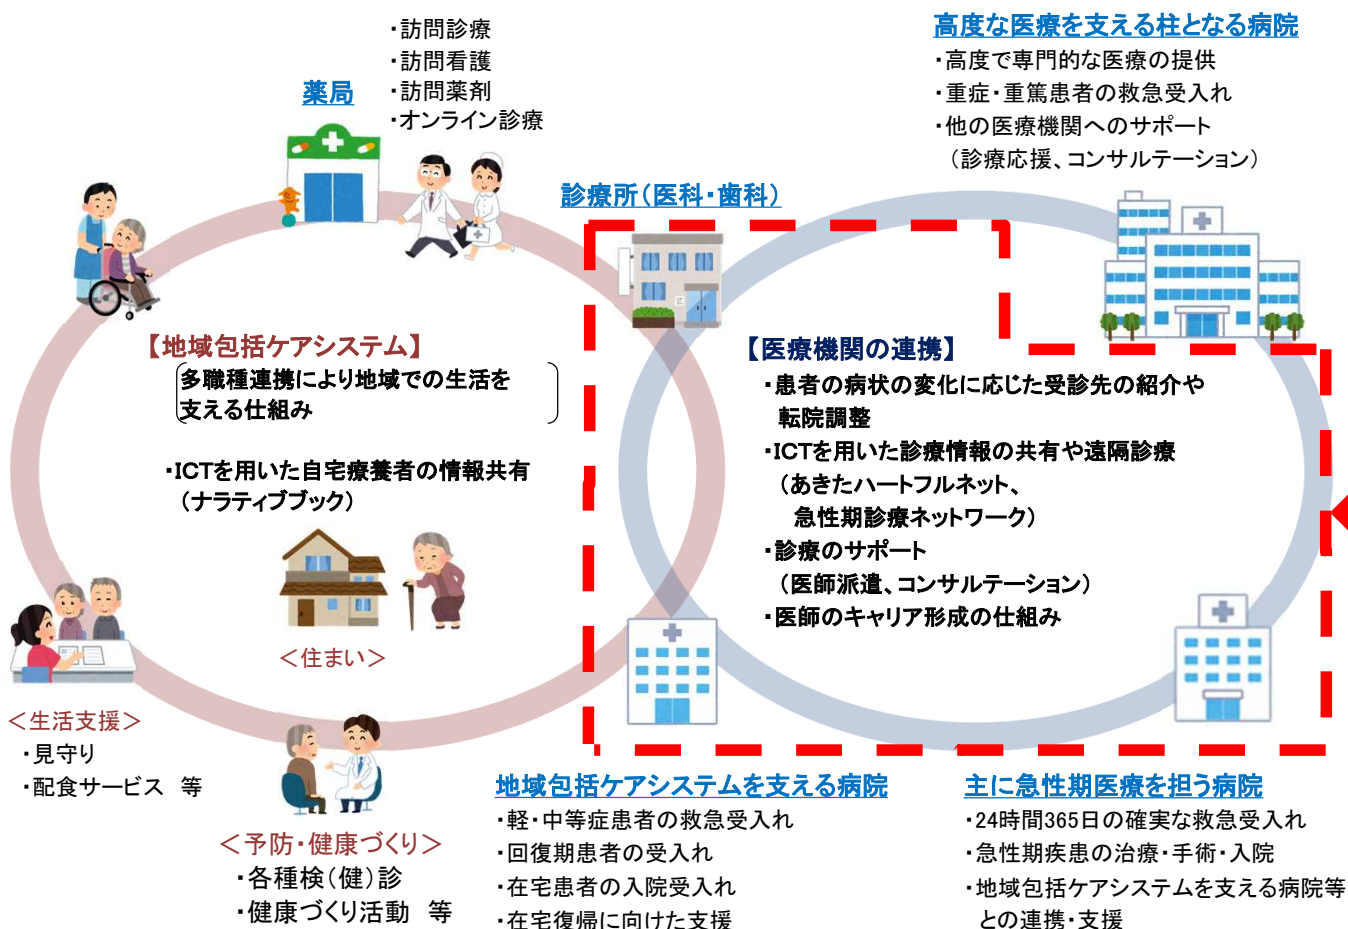 ・訪問診療
・訪問看護
・訪問薬剤
・オンライン診療
薬局
高度な医療を支える柱となる病院
・高度で専門的な医療の提供
・重症・重篤患者の救急受入れ
・他の医療機関へのサポート
（診療応援、コンサルテーション）
診療所（医科・歯科）
【地域包括ケアシステム】
多職種連携により地域での生活を
支える仕組み
・ICTを用いた自宅療養者の情報共有
（ナラティブブック）
＜住まい＞
【医療機関の連携】
・患者の病状の変化に応じた受診先の紹介や
転院調整
・ICTを用いた診療情報の共有や遠隔診療
（あきたハートフルネット、
急性期診療ネットワーク）
・診療のサポート
（医師派遣、コンサルテーション）
・医師のキャリア形成の仕組み
＜生活支援＞
・見守り
・配食サービス　等
＜予防・健康づくり＞
・各種検（健）診
・健康づくり活動　等
地域包括ケアシステムを支える病院
・軽・中等症患者の救急受入れ
・回復期患者の受入れ
・在宅患者の入院受入れ
・在宅復帰に向けた支援
主に急性期医療を担う病院
・24時間365日の確実な救急受入れ
・急性期疾患の治療・手術・入院
・地域包括ケアシステムを支える病院等
との連携・支援